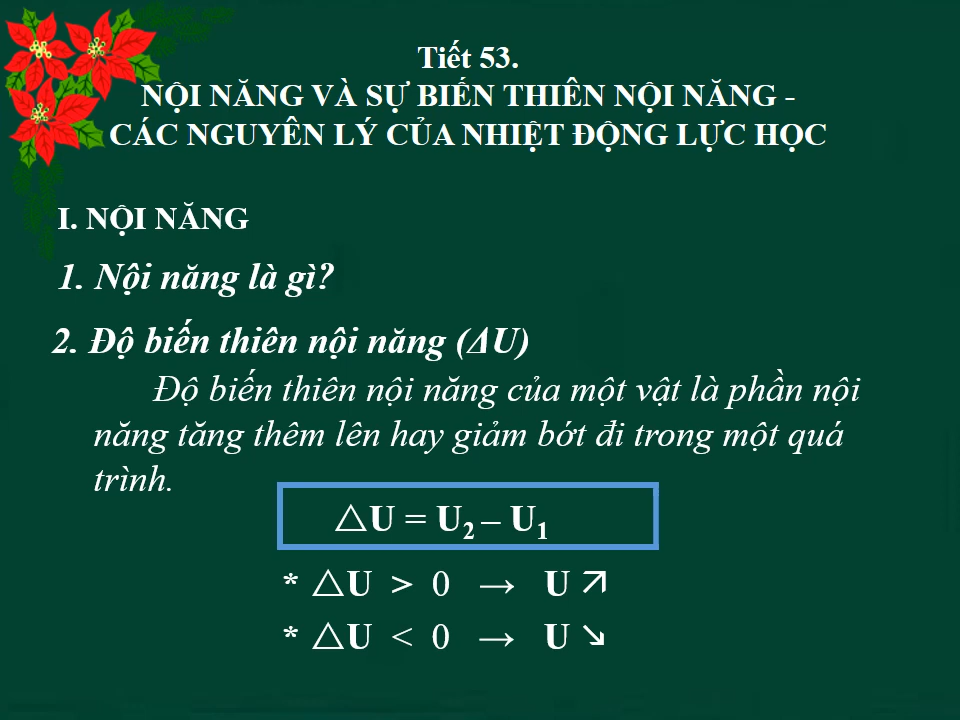 Tiết 53.
NỘI NĂNG VÀ SỰ BIẾN THIÊN NỘI NĂNG -
CÁC NGUYÊN LÝ CỦA NHIỆT ĐỘNG LỰC HỌC
I. NỘI NĂNG
1. Nội năng là gì?
2. Độ biến thiên nội năng (ΔU)
Độ biến thiên nội năng của một vật là phần nội
năng tăng thêm lên hay giảm bớt đi trong một quá
trình.
△U = U₂ – U₁
* △U > 0 → U ↗
* △U < 0 → U ↘